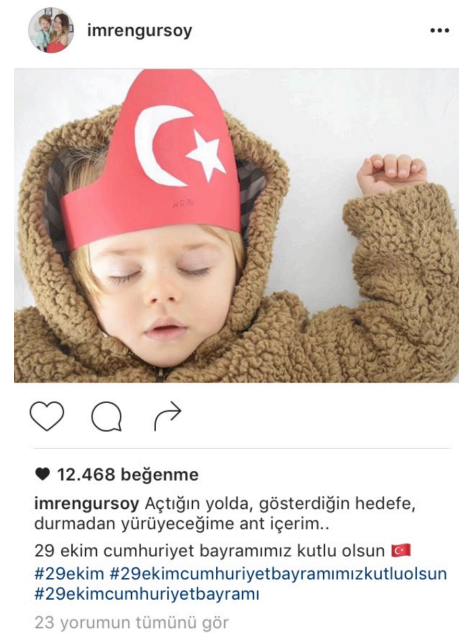 imrengursoy
12.468 beğenme
imrengursoy Açtığın yolda, gösterdiğin hedefe,
durmadan yürüyeceğime ant içerim..
29 ekim cumhuriyet bayramımız kutlu olsun 🇹🇷
#29ekim #29ekimcumhuriyetbayramımızkutluolsun
#29ekimcumhuriyetbayramı
23 yorumun tümünü gör